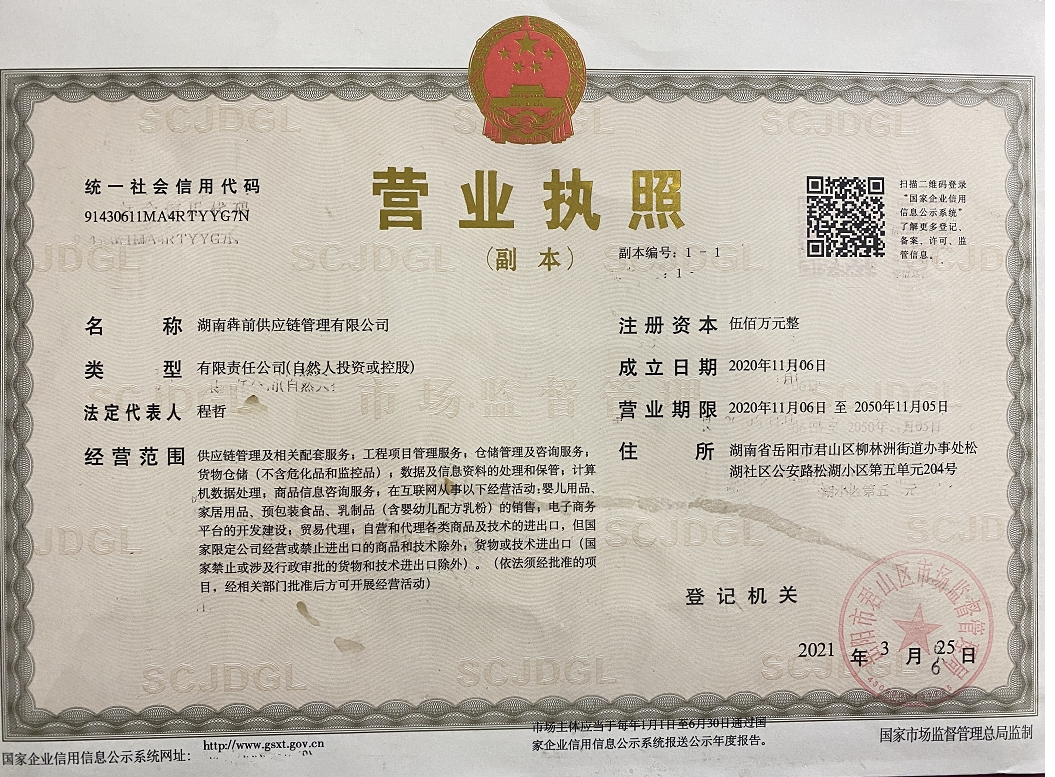 营业执照
(副本)
副本编号：1-1
统一社会信用代码
91430611MA4RTYYG7N
扫描二维码登录
“国家企业信用
信息公示系统”
了解更多登记、
备案、许可、监
管信息。
名称 湖南犇前供应链管理有限公司
类型 有限责任公司(自然人投资或控股)
法定代表人 程哲
经营范围 供应链管理及相关配套服务；工程项目管理服务；仓储管理及咨询服务；
货物仓储（不含危化品和监控品）；数据及信息资料的处理和保管；计算
机数据处理；商品信息咨询服务；在互联网从事以下经营活动：婴儿用品、
家居用品、预包装食品、乳制品（含婴幼儿配方乳粉）的销售；电子商务
平台的开发建设；贸易代理；自营和代理各类商品及技术的进出口，但国
家限定公司经营或禁止进出口的商品和技术除外；货物或技术进出口（国
家禁止或涉及行政审批的货物和技术进出口除外）。（依法须经批准的项
目，经相关部门批准后方可开展经营活动）
注册资本 伍佰万元整
成立日期 2020年11月06日
营业期限 2020年11月06日 至 2050年11月05日
住所 湖南省岳阳市君山区柳林洲街道办事处松
湖社区公安路松湖小区第五单元204号
登记机关
岳阳市君山区市场监督管理局
2021 年 3 月 25 日
国家企业信用信息公示系统网址：
http://www.gsxt.gov.cn
市场主体应当于每年1月1日至6月30日通过国
家企业信用信息公示系统报送公示年度报告。
国家市场监督管理总局监制
SCJDGL
市场监督管理